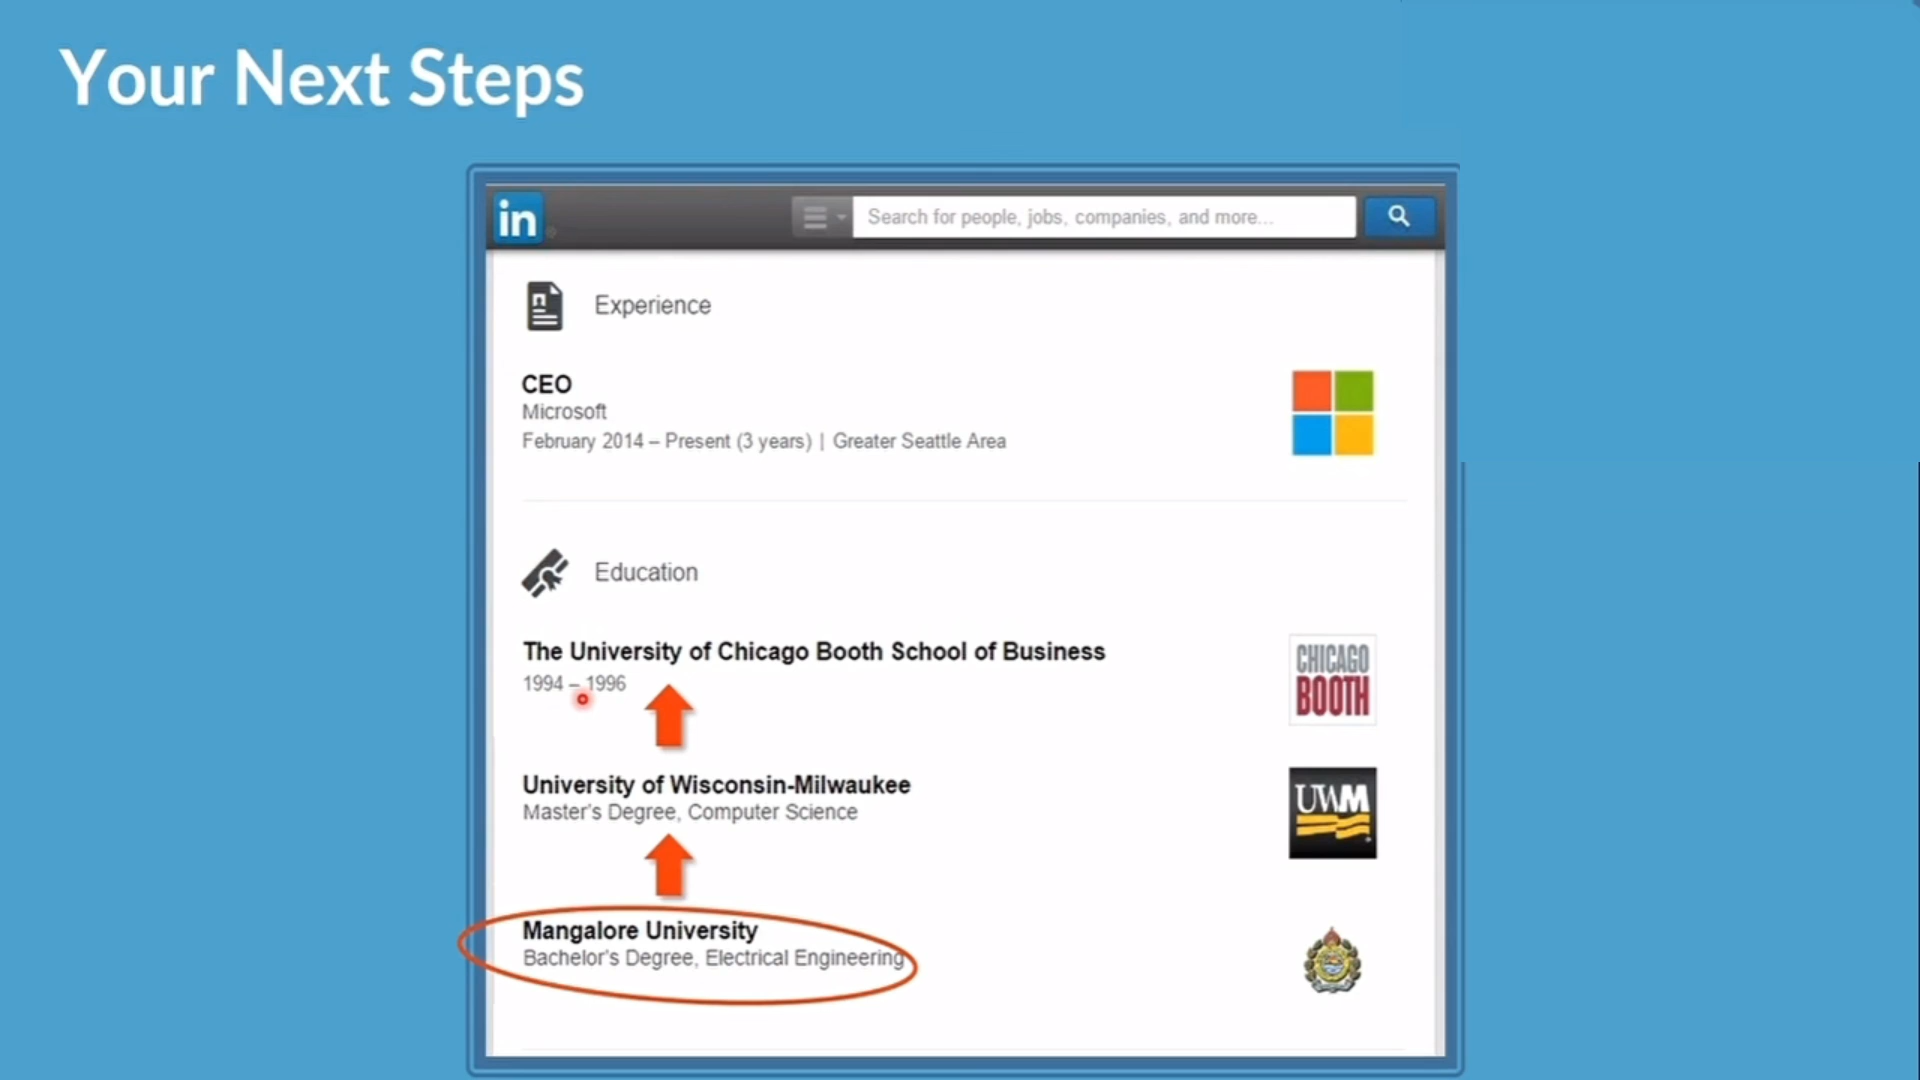 Your Next Steps
in
Search for people, jobs, companies, and more...
Experience
CEO
Microsoft
February 2014 – Present (3 years) | Greater Seattle Area
Education
The University of Chicago Booth School of Business
1994 – 1996
CHICAGO
BOOTH
University of Wisconsin-Milwaukee
Master's Degree, Computer Science
UWM
Mangalore University
Bachelor's Degree, Electrical Engineering